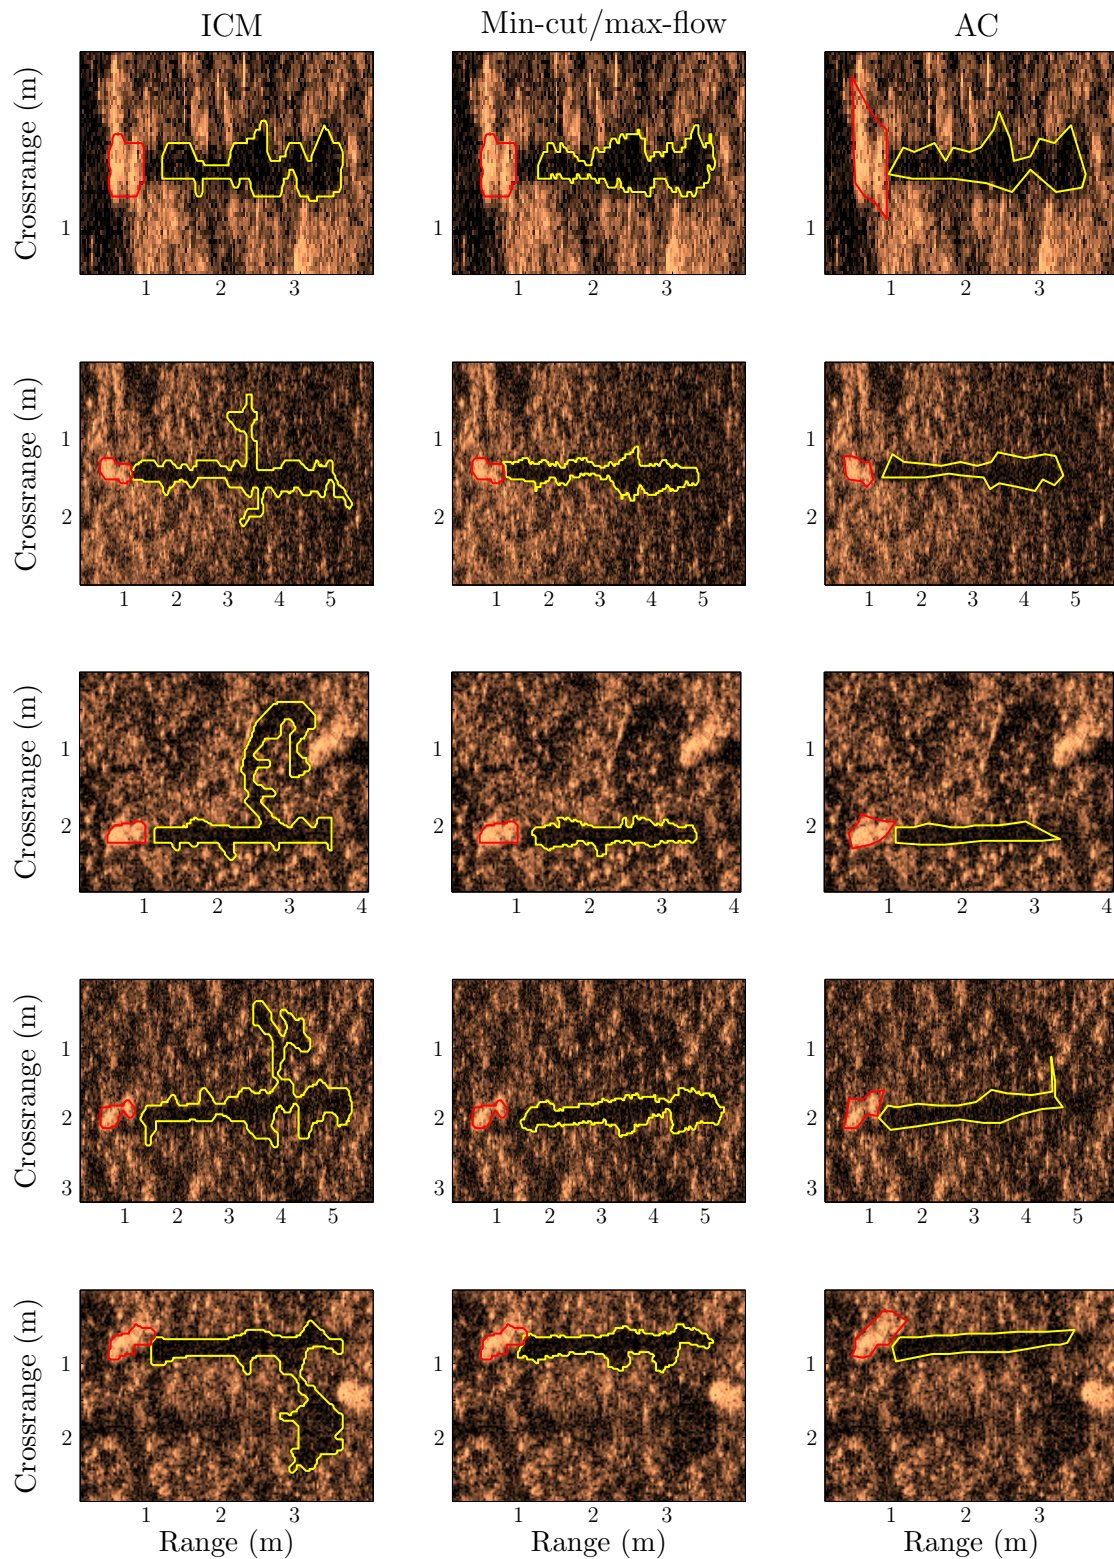 ICM Min-cut/max-flow AC
Crossrange (m)
1 1 1
1 2 3 1 2 3 1 2 3
Crossrange (m)
1 1 1
2 2 2
1 2 3 4 5 1 2 3 4 5 1 2 3 4 5
Crossrange (m)
1 1 1
2 2 2
1 2 3 4 1 2 3 4 1 2 3 4
Crossrange (m)
1 1 1
2 2 2
3 3 3
1 2 3 4 5 1 2 3 4 5 1 2 3 4 5
Crossrange (m)
1 1 1
2 2 2
1 2 3 1 2 3 1 2 3
Range (m) Range (m) Range (m)